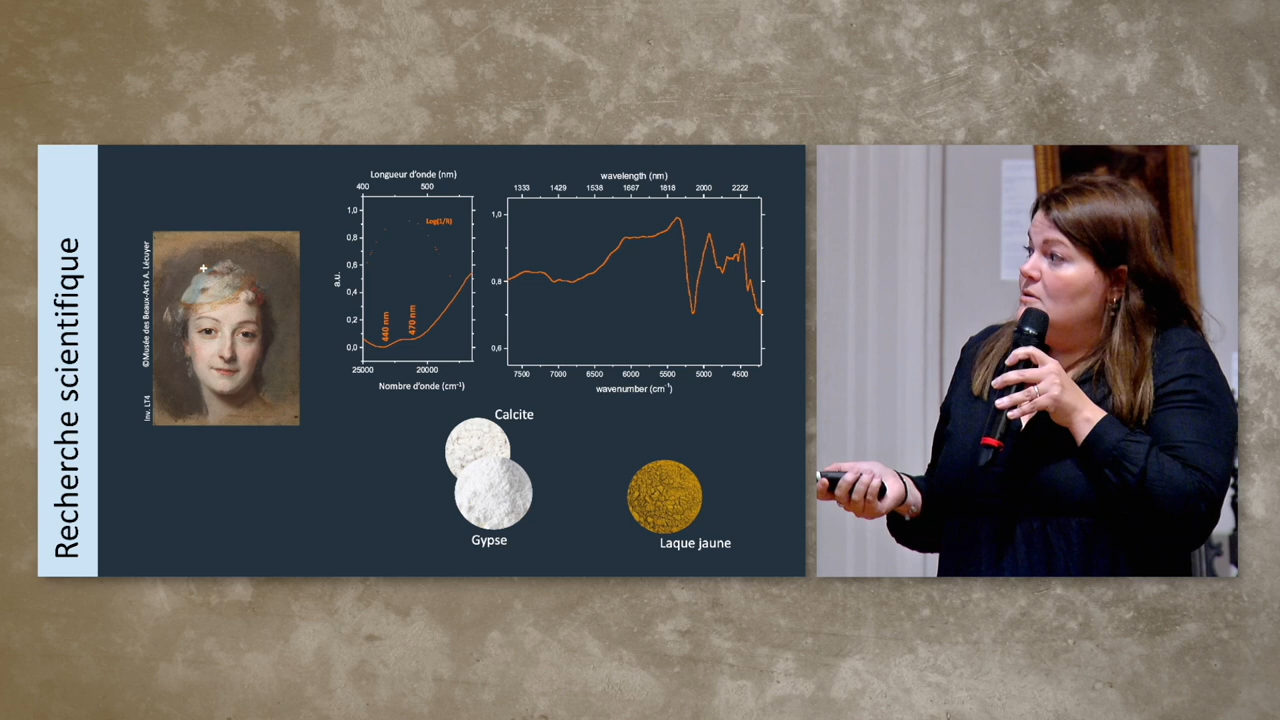 Recherche scientifique
Inv. LT4 ©Musée des Beaux-Arts A. Lécuyer
Longueur d'onde (nm)
400 500
1,0
0,8
0,6
0,4
0,2
0,0
a.u.
Log(1/R)
440 nm
470 nm
25000 20000
Nombre d'onde (cm⁻¹)
wavelength (nm)
1333 1429 1538 1667 1818 2000 2222
1,0
0,8
0,6
7500 7000 6500 6000 5500 5000 4500
wavenumber (cm⁻¹)
Calcite
Gypse
Laque jaune